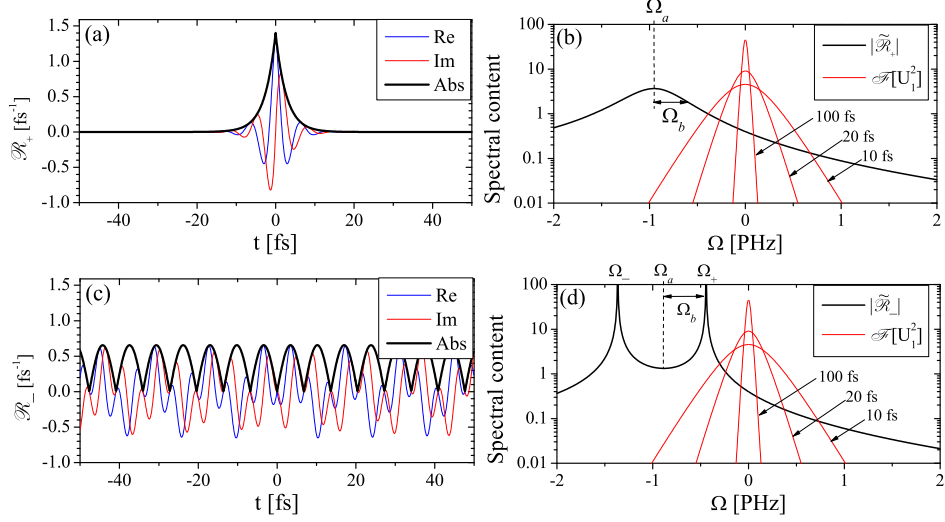 (a)
Re
Im
Abs
1.5
1.0
0.5
0.0
-0.5
-1.0
ℛ₊ [fs⁻¹]
-40 -20 0 20 40
t [fs]
Ωₐ
(b)
|ℛ̃₊|
ℱ[U₁²]
Ω_b
100 fs
20 fs
10 fs
100
10
1
0.1
0.01
Spectral content
-2 -1 0 1 2
Ω [PHz]
(c)
Re
Im
Abs
1.5
1.0
0.5
0.0
-0.5
-1.0
ℛ₋ [fs⁻¹]
-40 -20 0 20 40
t [fs]
Ω₋ Ωₐ Ω₊
(d)
|ℛ̃₋|
ℱ[U₁²]
Ω_b
100 fs
20 fs
10 fs
100
10
1
0.1
0.01
Spectral content
-2 -1 0 1 2
Ω [PHz]